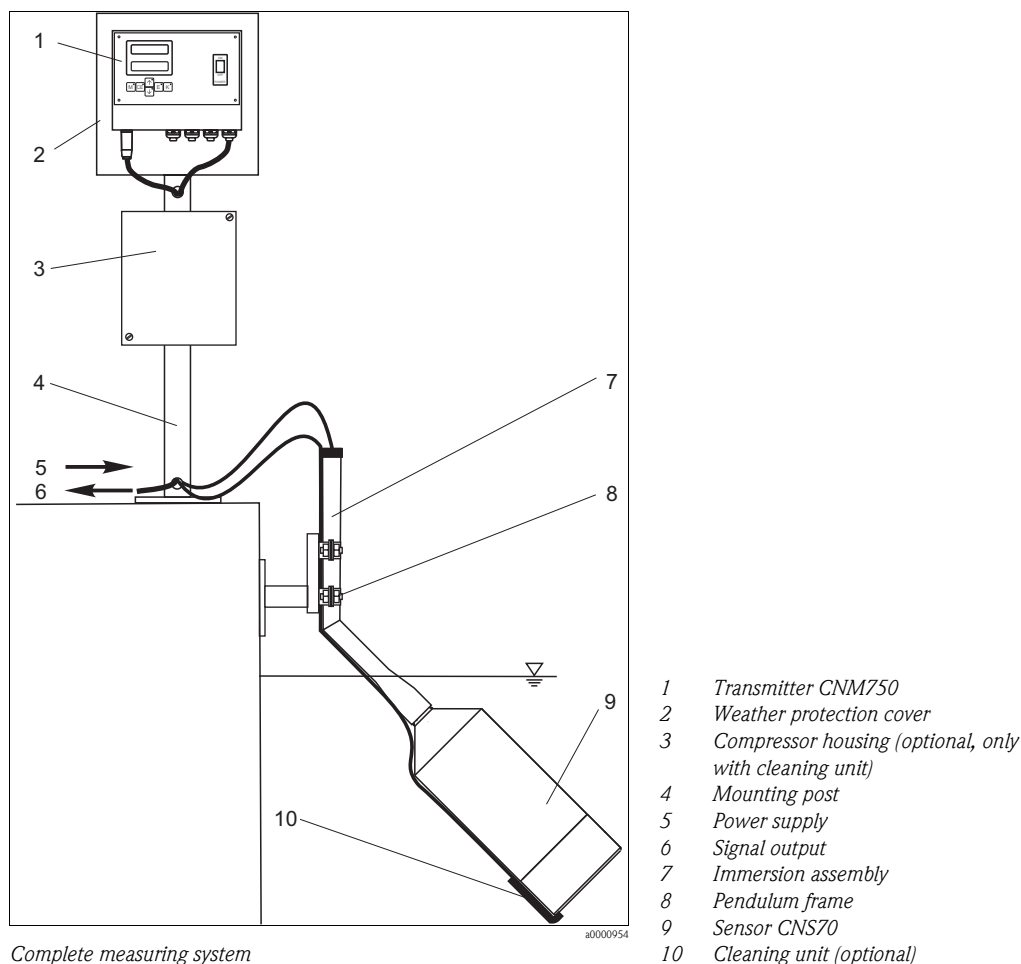 1
2
3
4
5
6
7
8
9
10
a0000954
1 Transmitter CNM750
2 Weather protection cover
3 Compressor housing (optional, only
with cleaning unit)
4 Mounting post
5 Power supply
6 Signal output
7 Immersion assembly
8 Pendulum frame
9 Sensor CNS70
10 Cleaning unit (optional)
Complete measuring system